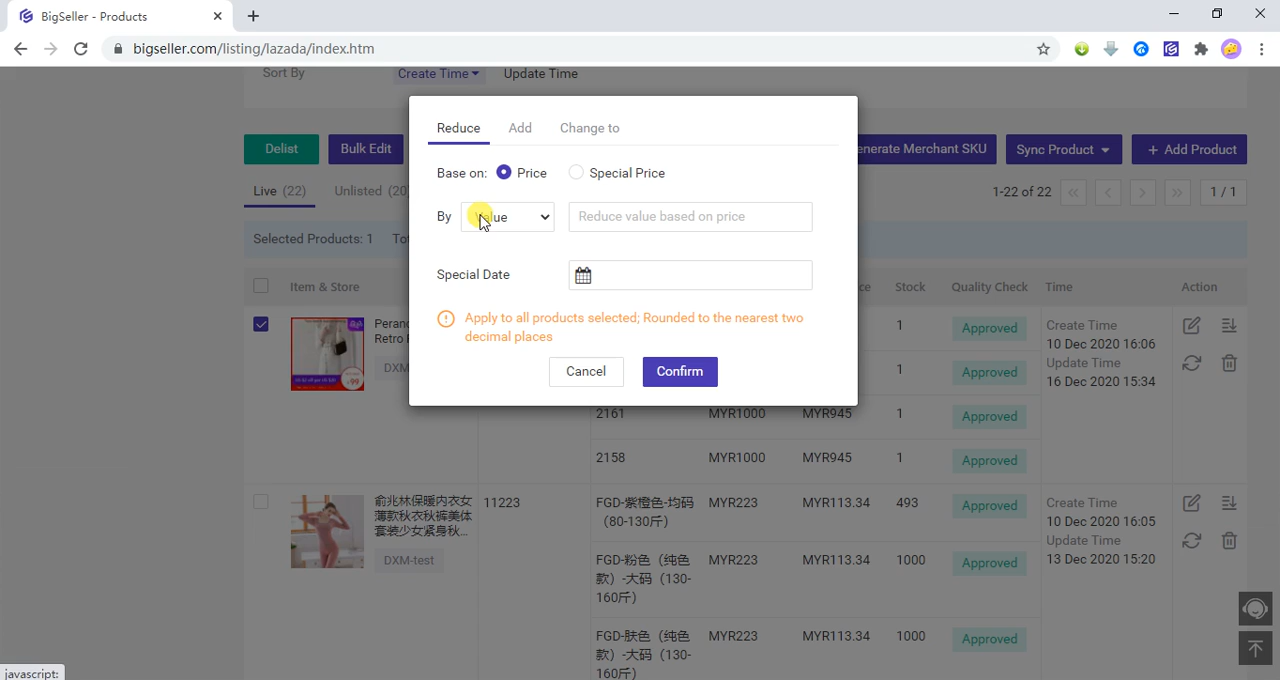 BigSeller - Products
bigseller.com/listing/lazada/index.htm
Sort By Create Time Update Time
Delist Bulk Edit enerate Merchant SKU Sync Product + Add Product
Live (22) Unlisted (20) 1-22 of 22 1 / 1
Selected Products: 1 Tot
Reduce Add Change to
Base on: Price Special Price
By Value Reduce value based on price
Special Date
Apply to all products selected; Rounded to the nearest two
decimal places
Cancel Confirm
Item & Store ce Stock Quality Check Time Action
Retro
DXM
1 Approved Create Time
10 Dec 2020 16:06
1 Approved Update Time
16 Dec 2020 15:34
2161 MYR1000 MYR945 1 Approved
2158 MYR1000 MYR945 1 Approved
俞兆林保暖内衣女
薄款秋衣秋裤美体
套装少女紧身秋...
DXM-test
11223
FGD-紫橙色-均码
（80-130斤）
MYR223 MYR113.34 493 Approved
Create Time
10 Dec 2020 16:05
Update Time
13 Dec 2020 15:20
FGD-粉色（纯色
款）-大码（130-
160斤）
MYR223 MYR113.34 1000 Approved
FGD-肤色（纯色
款）-大码（130-
160斤）
MYR223 MYR113.34 1000 Approved
javascript: